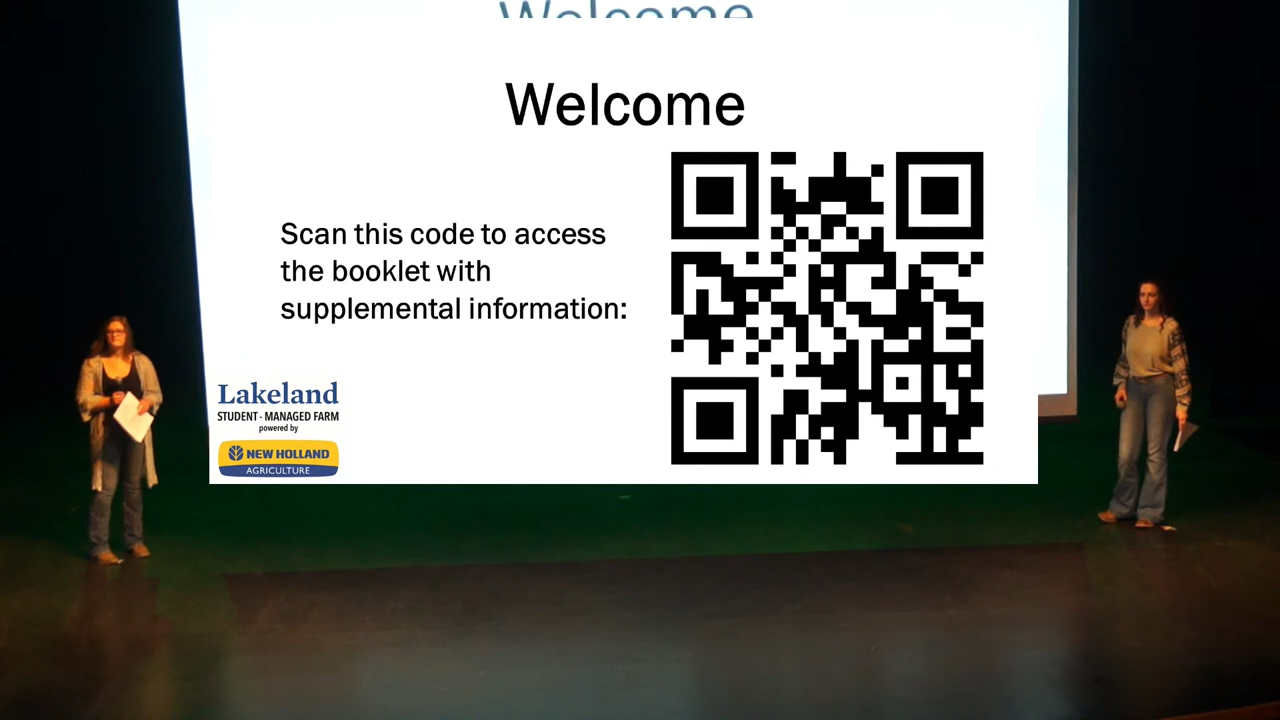 Welcome
Welcome
Scan this code to access
the booklet with
supplemental information:
Lakeland
STUDENT - MANAGED FARM
powered by
NEW HOLLAND
AGRICULTURE